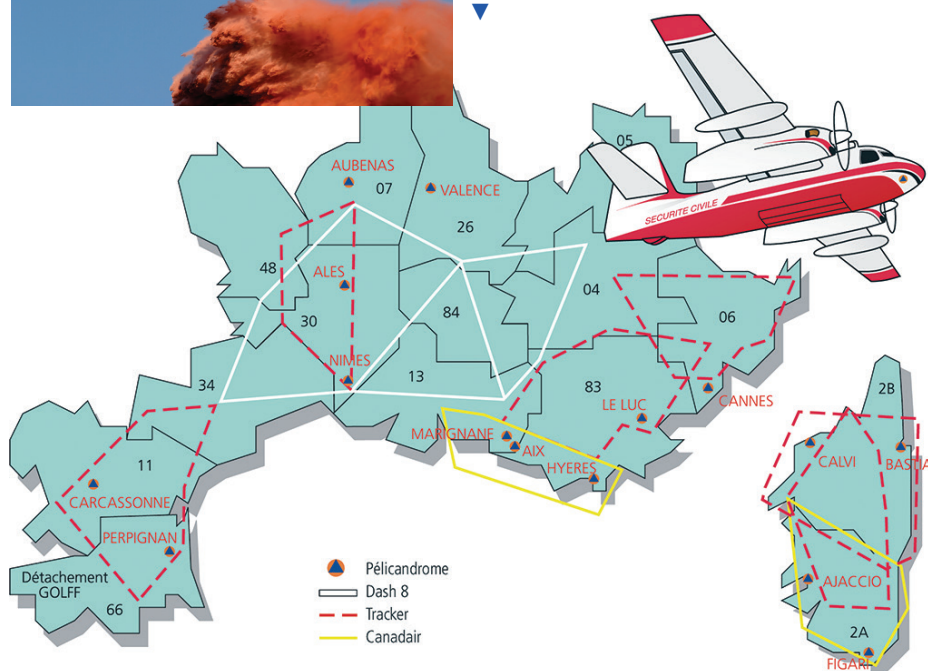 05
SECURITE CIVILE
AUBENAS
07
VALENCE
26
48
ALES
04
84
30
06
NIMES
13
34
83
2B
LE LUC
CANNES
MARIGNANE
AIX
CALVI
BASTIA
11
HYERES
CARCASSONNE
PERPIGNAN
Pélicandrome
Détachement
GOLFF
AJACCIO
Dash 8
66
Tracker
2A
Canadair
FIGARI